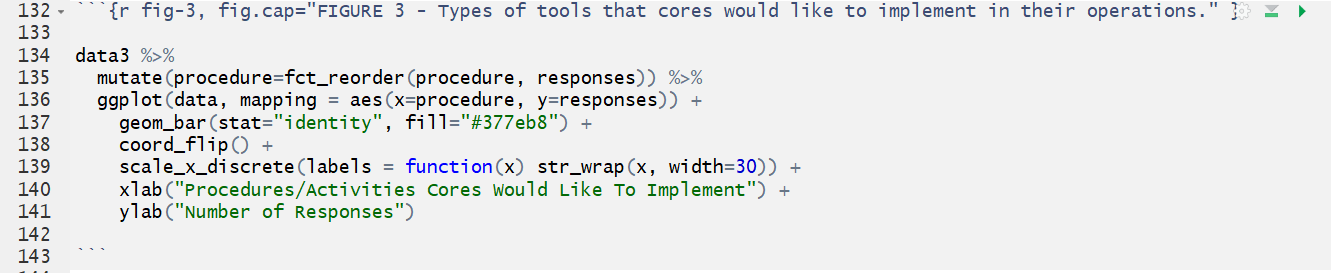 132 ```{r fig-3, fig.cap="FIGURE 3 - Types of tools that cores would like to implement in their operations." }
133
134 data3 %>%
135   mutate(procedure=fct_reorder(procedure, responses)) %>%
136   ggplot(data, mapping = aes(x=procedure, y=responses)) +
137     geom_bar(stat="identity", fill="#377eb8") +
138     coord_flip() +
139     scale_x_discrete(labels = function(x) str_wrap(x, width=30)) +
140     xlab("Procedures/Activities Cores Would Like To Implement") +
141     ylab("Number of Responses")
142
143 ```